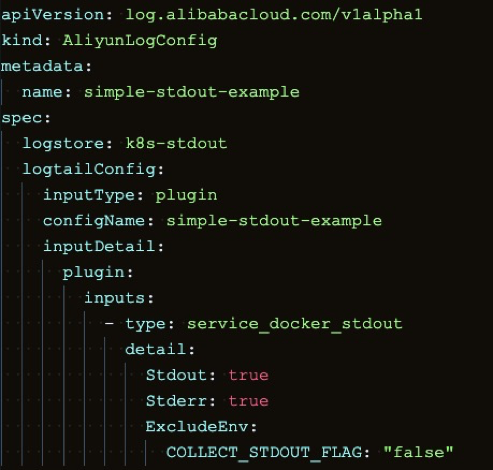 apiVersion: log.alibabacloud.com/v1alpha1
kind: AliyunLogConfig
metadata:
  name: simple-stdout-example
spec:
  logstore: k8s-stdout
  logtailConfig:
    inputType: plugin
    configName: simple-stdout-example
    inputDetail:
      plugin:
        inputs:
          - type: service_docker_stdout
            detail:
              Stdout: true
              Stderr: true
              ExcludeEnv:
                COLLECT_STDOUT_FLAG: "false"